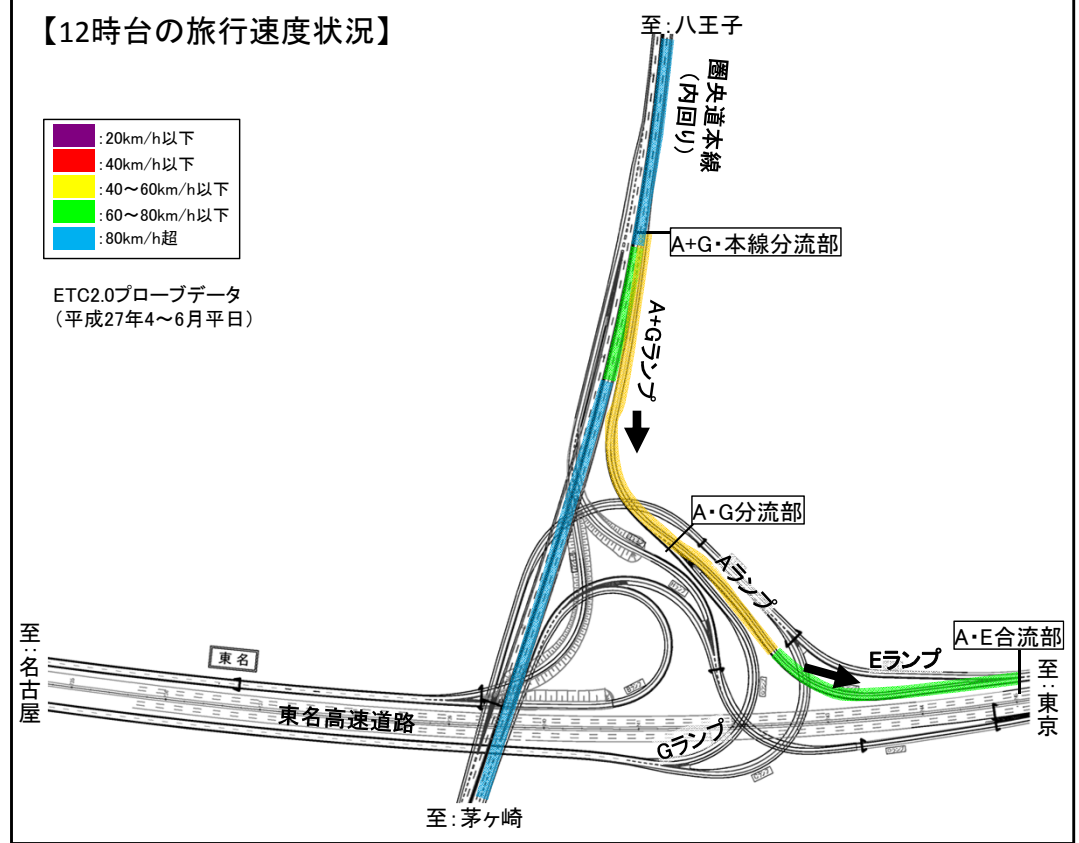 【12時台の旅行速度状況】
至:八王子
圏央道本線
(内回り)
:20km/h以下
:40km/h以下
:40～60km/h以下
:60～80km/h以下
:80km/h超
ETC2.0プローブデータ
(平成27年4～6月平日)
A+G・本線分流部
A+Gランプ
A・G分流部
Aランプ
A・E合流部
Eランプ
至:名古屋
東名
東名高速道路
Gランプ
至:東京
至:茅ヶ崎